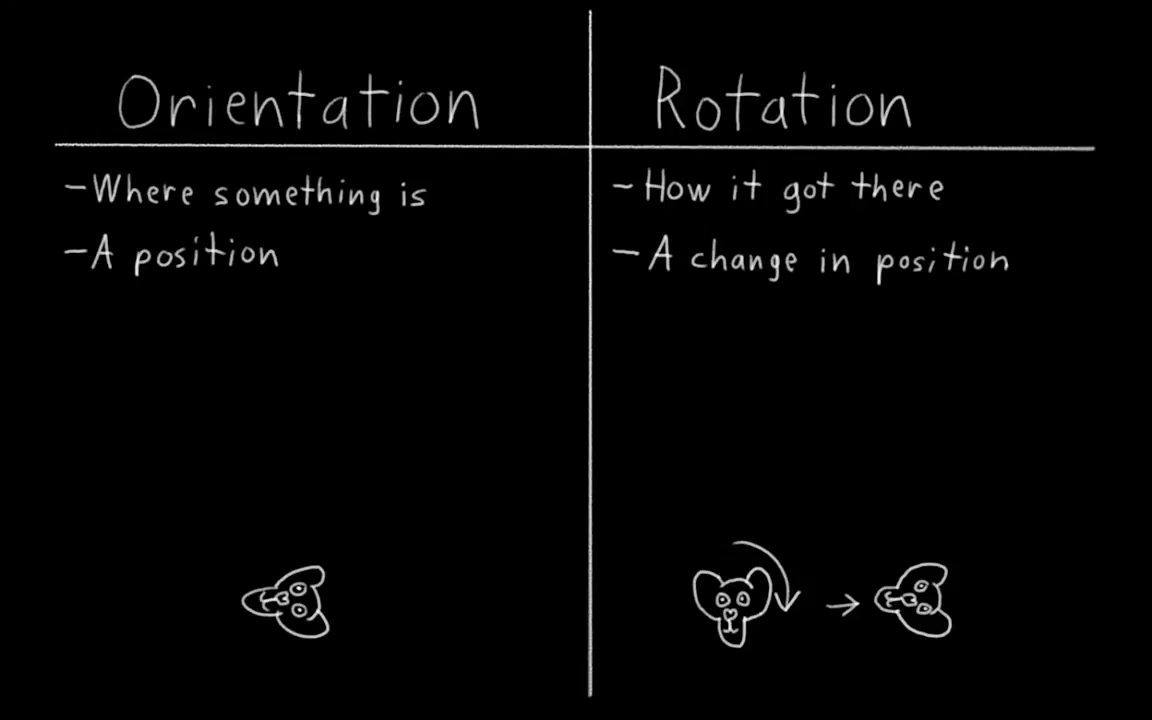 Orientation
-Where something is
-A position
Rotation
-How it got there
-A change in position